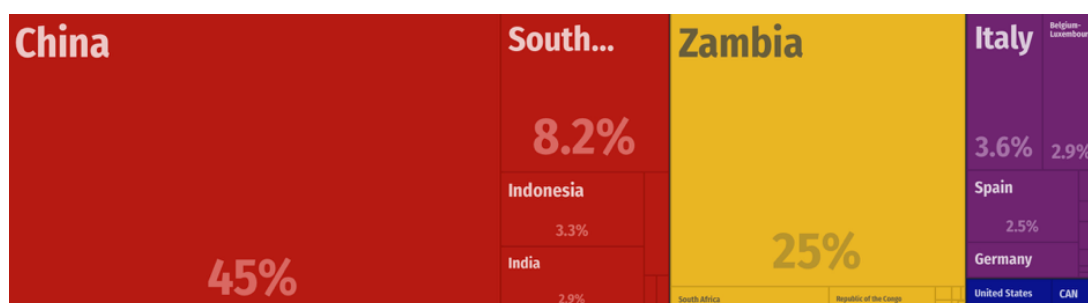 China
45%
South...
8.2%
Indonesia
3.3%
India
2.9%
Zambia
25%
South Africa
Republic of the Congo
Italy
3.6%
Belgium-
Luxembour
2.9%
Spain
2.5%
Germany
United States
CAN